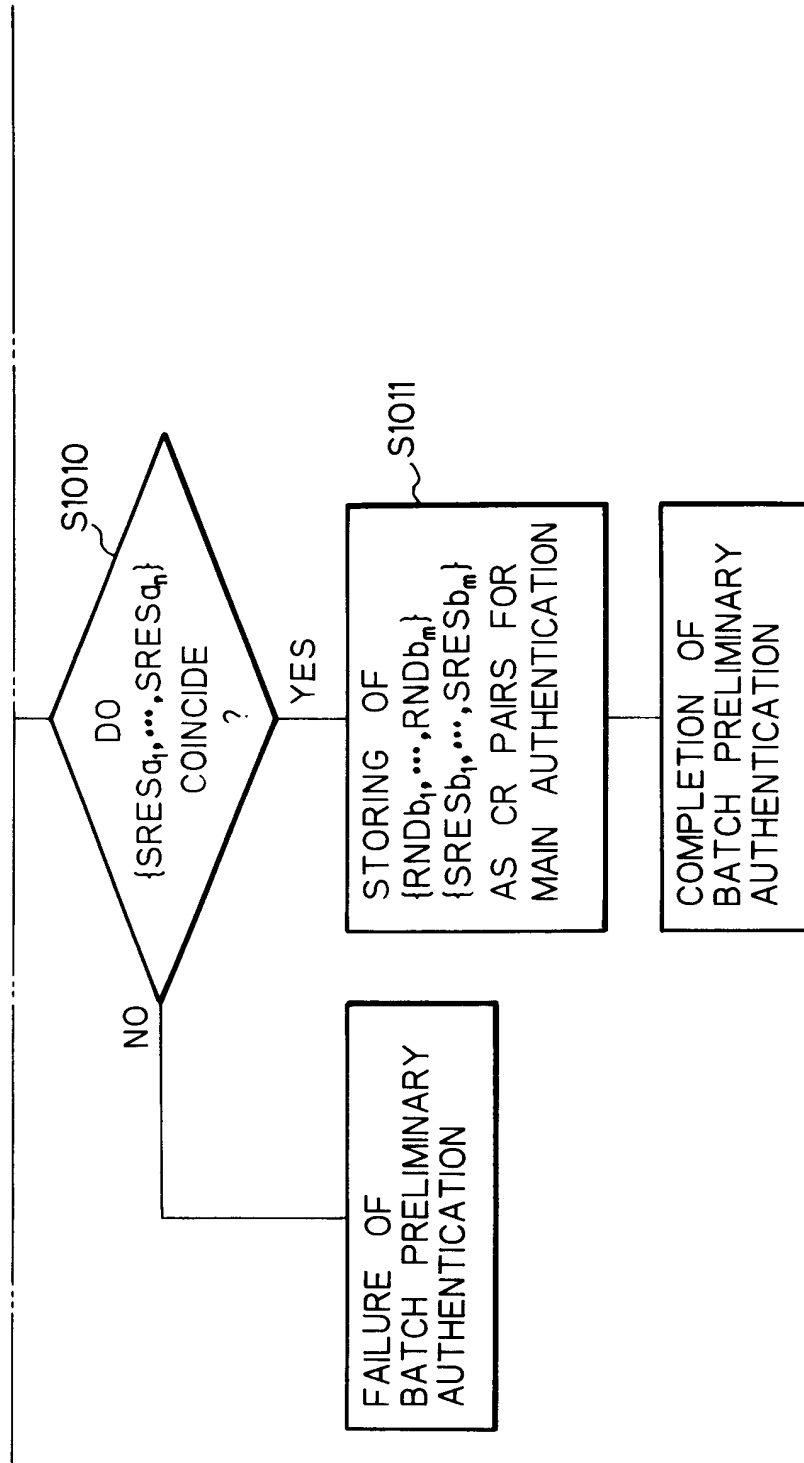 S1010
DO
{SRESa₁,•••,SRESaₙ}
COINCIDE
?
NO
YES
S1011
STORING OF
{RNDb₁,•••,RNDbₘ}
{SRESb₁,•••,SRESbₘ}
AS CR PAIRS FOR
MAIN AUTHENTICATION
FAILURE OF
BATCH PRELIMINARY
AUTHENTICATION
COMPLETION OF
BATCH PRELIMINARY
AUTHENTICATION